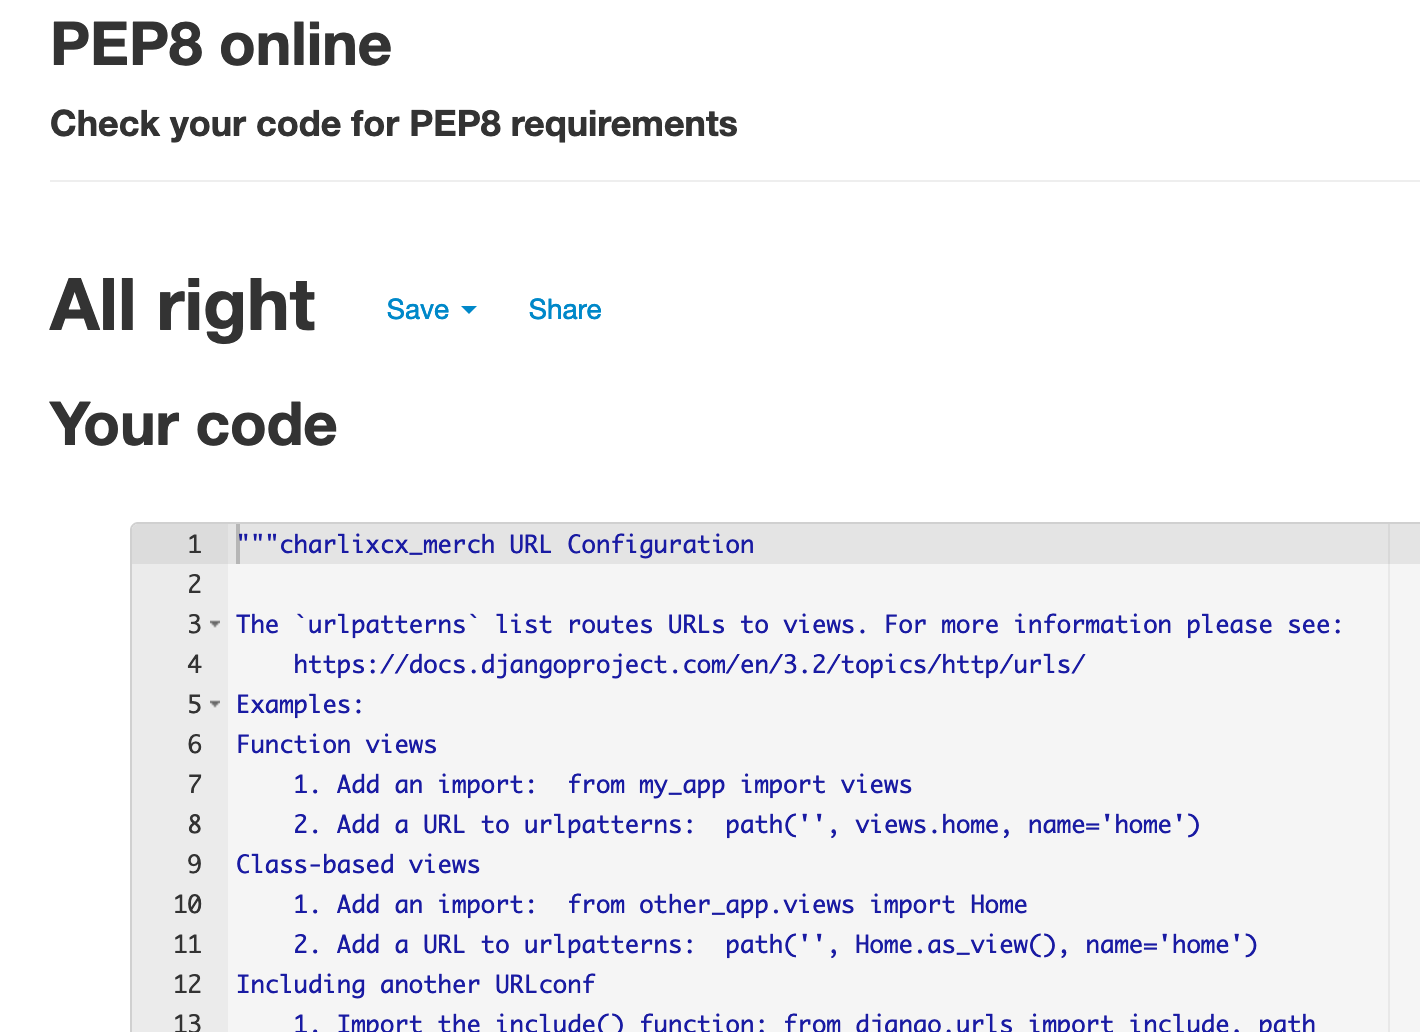 PEP8 online
Check your code for PEP8 requirements
All right Save Share
Your code
1 """charlixcx_merch URL Configuration
2
3 The `urlpatterns` list routes URLs to views. For more information please see:
4     https://docs.djangoproject.com/en/3.2/topics/http/urls/
5 Examples:
6 Function views
7     1. Add an import:  from my_app import views
8     2. Add a URL to urlpatterns:  path('', views.home, name='home')
9 Class-based views
10     1. Add an import:  from other_app.views import Home
11     2. Add a URL to urlpatterns:  path('', Home.as_view(), name='home')
12 Including another URLconf
13     1. Import the include() function: from django.urls import include, path